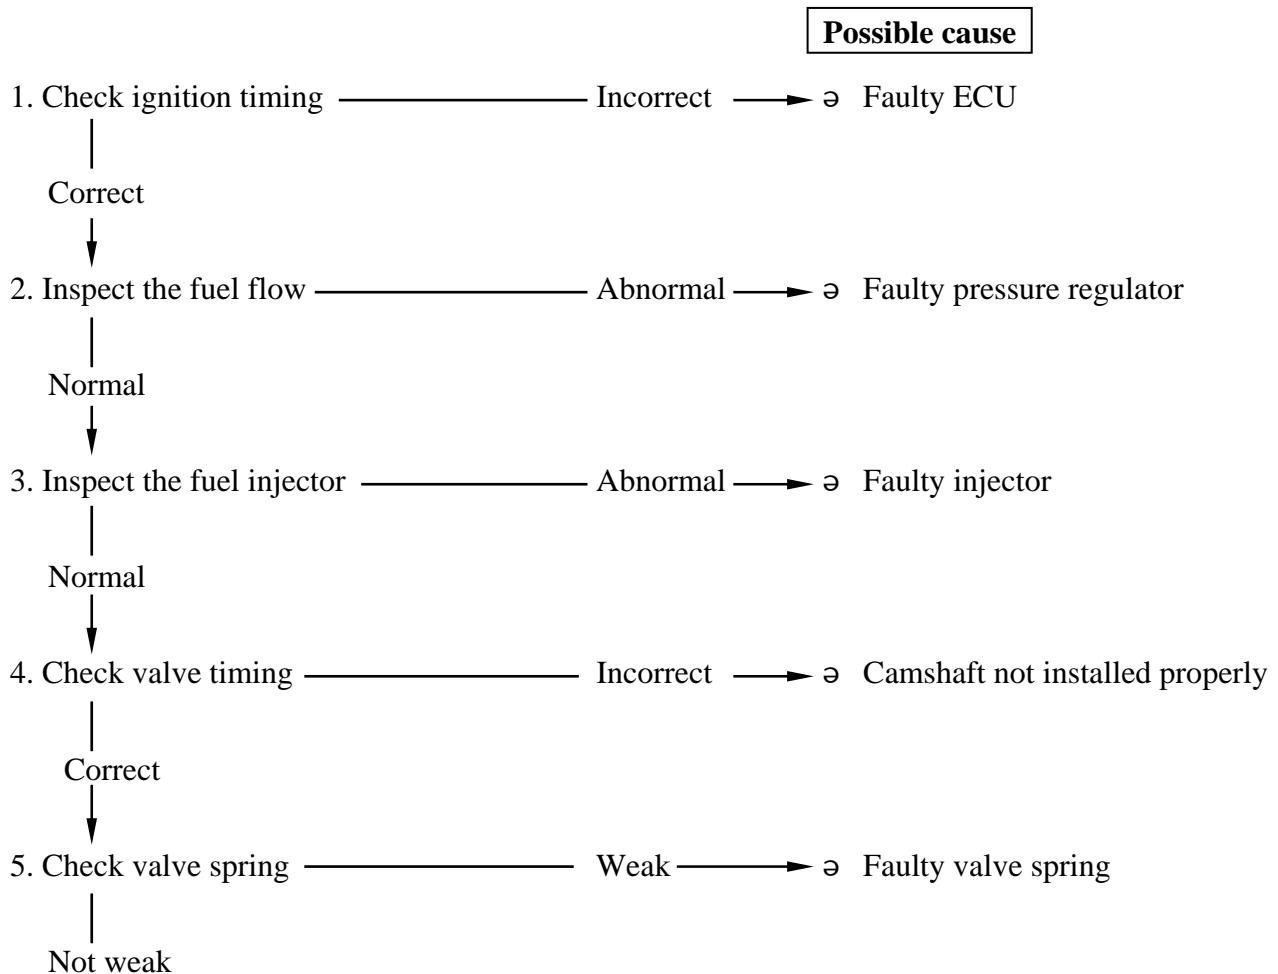 Possible cause
1. Check ignition timing Incorrect ə Faulty ECU
Correct
2. Inspect the fuel flow Abnormal ə Faulty pressure regulator
Normal
3. Inspect the fuel injector Abnormal ə Faulty injector
Normal
4. Check valve timing Incorrect ə Camshaft not installed properly
Correct
5. Check valve spring Weak ə Faulty valve spring
Not weak